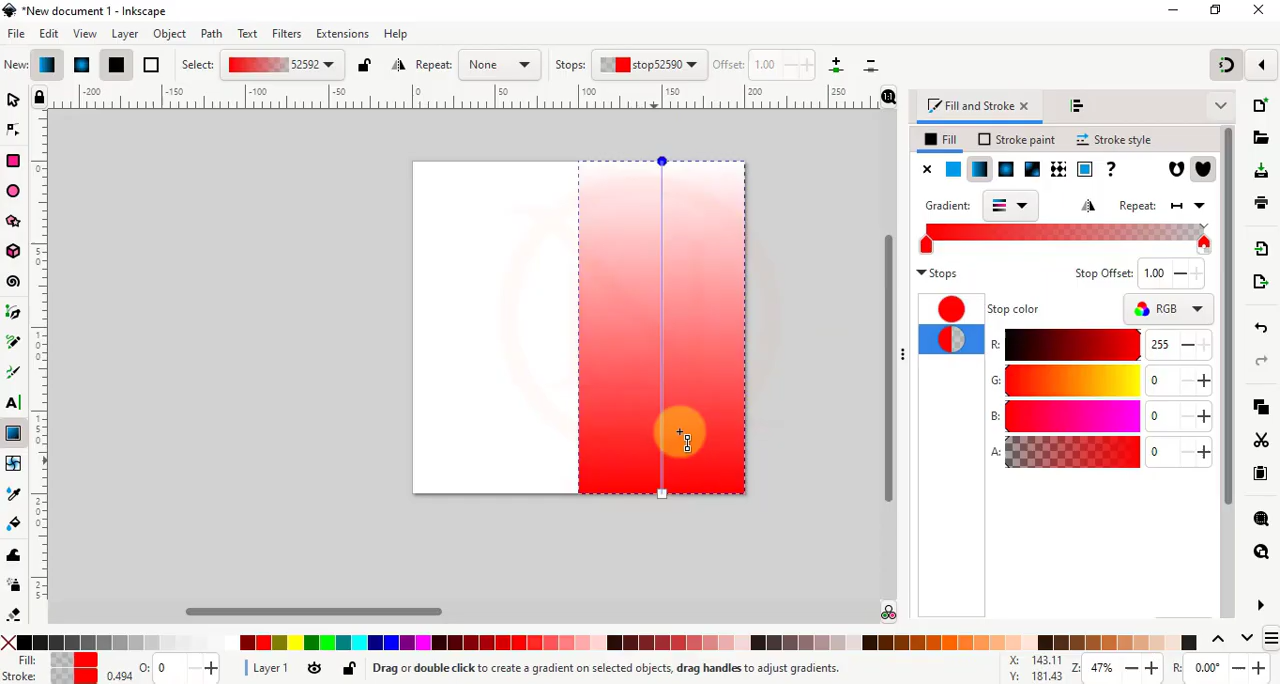 *New document 1 - Inkscape
File Edit View Layer Object Path Text Filters Extensions Help
New: Select: 52592 Repeat: None Stops: stop52590 Offset: 1.00
-200 -150 -100 -50 0 50 100 150 200 250
Fill and Stroke
Fill Stroke paint Stroke style
Gradient: Repeat:
Stops Stop Offset: 1.00
Stop color RGB
R: 255
G: 0
B: 0
A: 0
Fill: O: 0 Layer 1 Drag or double click to create a gradient on selected objects, drag handles to adjust gradients. X: 143.11 Z: 47% R: 0.00°
Stroke: 0.494 Y: 181.43